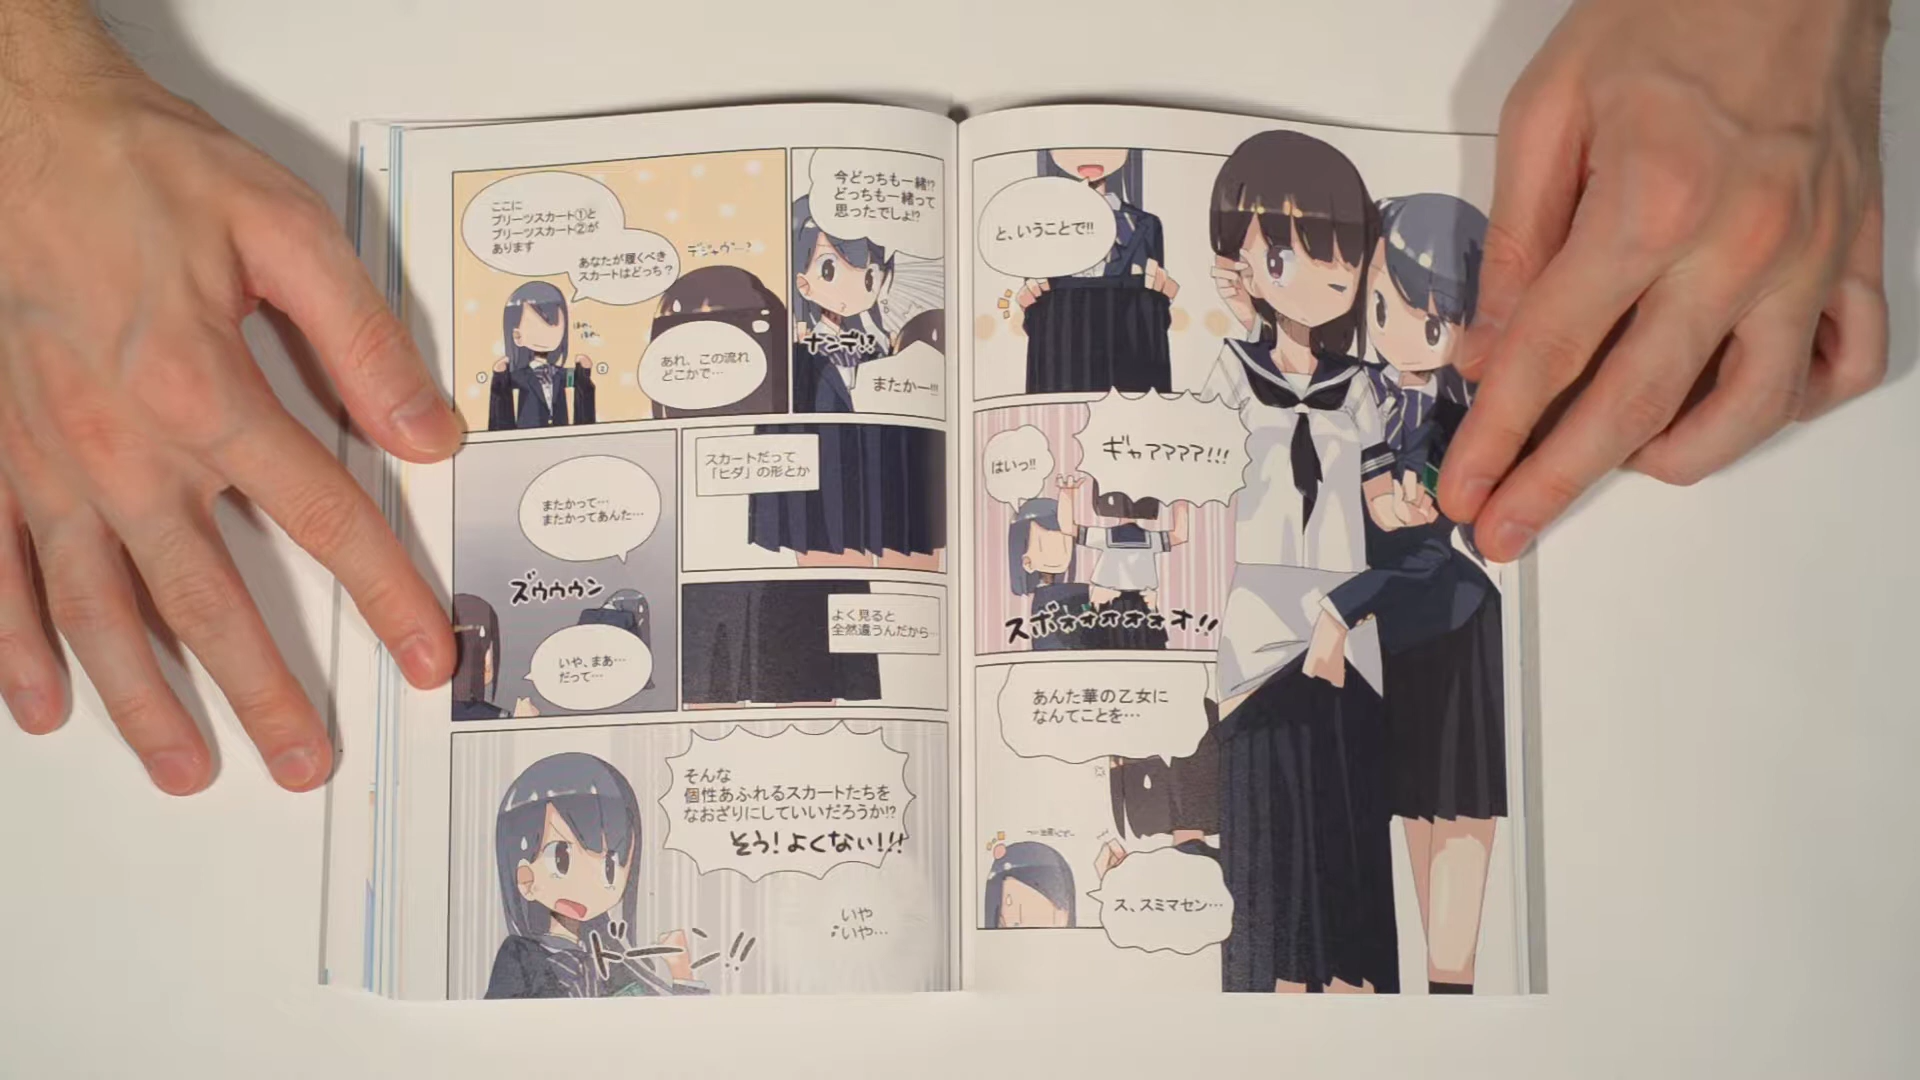 ここに
プリーツスカート①と
プリーツスカート②が
あります
あなたが履くべき
スカートはどっち?
デジャヴー?
①
②
あれ、この流れ
どこかで…
今どっちも一緒!?
どっちも一緒って
思ったでしょ!?
ナンデ!?
またかー!!!
またかって…
またかってあんた…
ズゥゥゥン
いや、まあ…
だって…
スカートだって
「ヒダ」の形とか
よく見ると
全然違うんだから…
そんな
個性あふれるスカートたちを
なおざりにしていいだろうか!?
そう!よくない!!!
ドーン!!
いや
いや…
と、いうことで!!
はいっ!!
ギャアアアア!!!
スボォォォォォォオ!!
あんた華の乙女に
なんてことを…
ス、スミマセン…